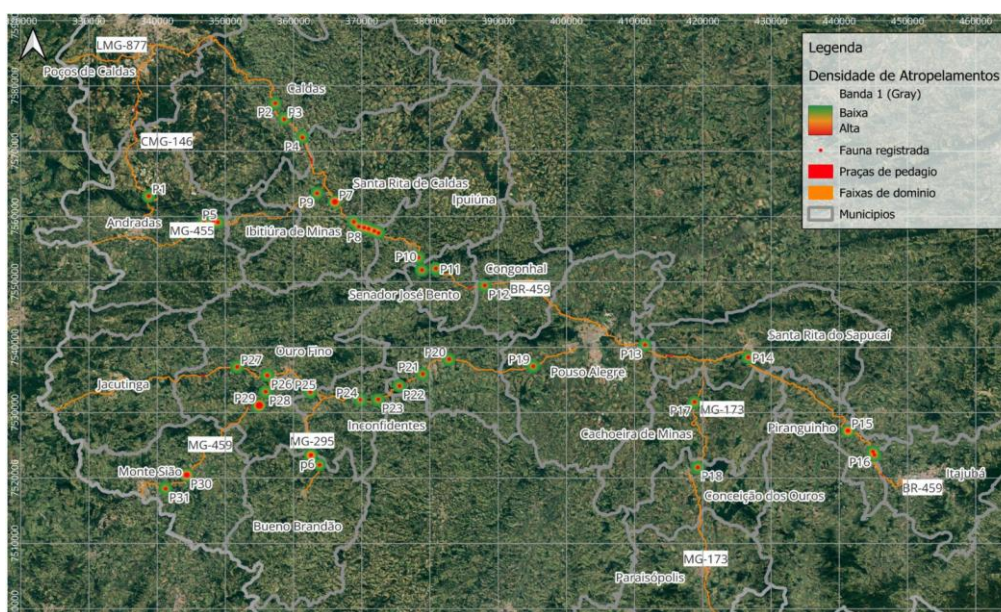 330000
340000
350000
360000
370000
380000
390000
400000
410000
420000
430000
440000
450000
460000
LMG-877
Poços de Caldas
Caldas
P2
P3
P4
CMG-146
P1
Andradas
P5
MG-455
P9
P7
Santa Rita de Caldas
Ibitiúra de Minas
P8
Ipuiúna
P10
P11
Senador José Bento
Congonhal
P12
BR-459
P13
P14
Santa Rita do Sapucaí
P15
P16
Piranguinho
Itajubá
BR-459
Pouso Alegre
P19
P20
P21
P22
P23
P24
Inconfidentes
P25
P26
P27
Ouro Fino
P28
P29
Jacutinga
MG-459
MG-295
p6
Monte Sião
P30
P31
Bueno Brandão
P17
MG-173
Cachoeira de Minas
P18
Conceição dos Ouros
MG-173
Paraisópolis
Legenda
Densidade de Atropelamentos
Banda 1 (Gray)
Baixa
Alta
Fauna registrada
Praças de pedagio
Faixas de dominio
Municipios